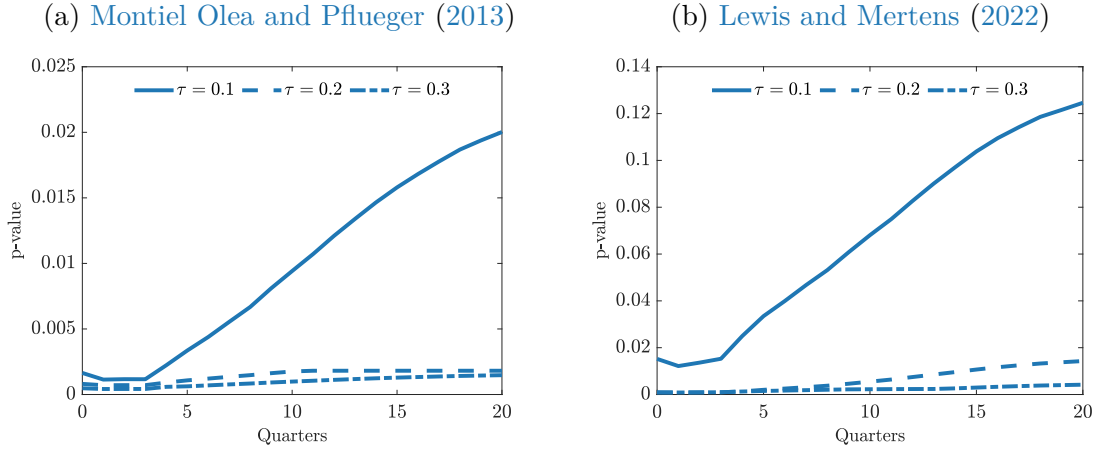 (a) Montiel Olea and Pflueger (2013)
0.025
0.02
0.015
0.01
0.005
0
p-value
τ = 0.1 τ = 0.2 τ = 0.3
0 5 10 15 20
Quarters
(b) Lewis and Mertens (2022)
0.14
0.12
0.1
0.08
0.06
0.04
0.02
0
p-value
τ = 0.1 τ = 0.2 τ = 0.3
0 5 10 15 20
Quarters